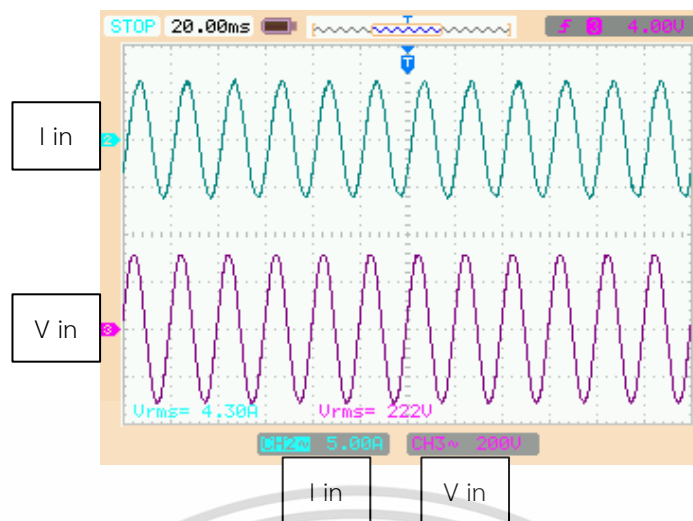 STOP 20.00ms T F 3 4.00V
T
I in
2
V in
3
Vrms= 4.30A Vrms= 222V
CH2~ 5.00A CH3~ 200V
I in V in